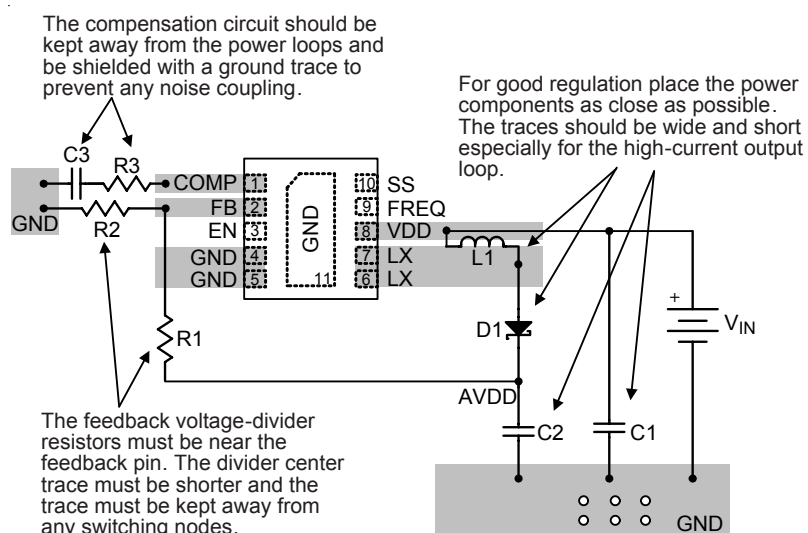 The compensation circuit should be
kept away from the power loops and
be shielded with a ground trace to
prevent any noise coupling.
For good regulation place the power
components as close as possible.
The traces should be wide and short
especially for the high-current output
loop.
C3
R3
COMP 1
10 SS
GND
R2
FB 2
9 FREQ
EN 3
8 VDD
GND 4
7 LX
GND 5
6 LX
GND
11
L1
R1
D1
+
VIN
AVDD
C2
C1
GND
The feedback voltage-divider
resistors must be near the
feedback pin. The divider center
trace must be shorter and the
trace must be kept away from
any switching nodes.